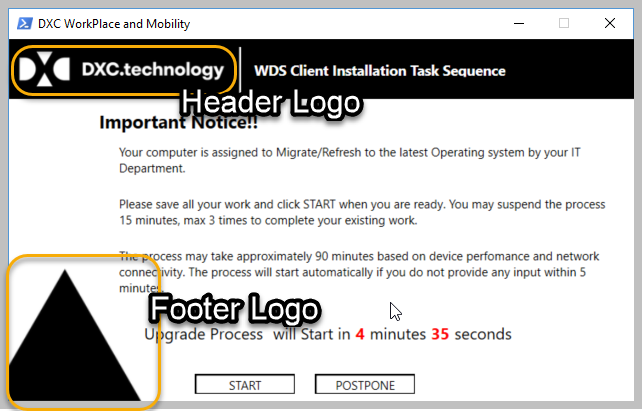 DXC WorkPlace and Mobility
DXC.technology
WDS Client Installation Task Sequence
Header Logo
Important Notice!!
Your computer is assigned to Migrate/Refresh to the latest Operating system by your IT
Department.
Please save all your work and click START when you are ready. You may suspend the process
15 minutes, max 3 times to complete your existing work.
The process may take approximately 90 minutes based on device perfomance and network
connectivity. The process will start automatically if you do not provide any input within 5
minutes.
Footer Logo
Upgrade Process will Start in 4 minutes 35 seconds
START
POSTPONE